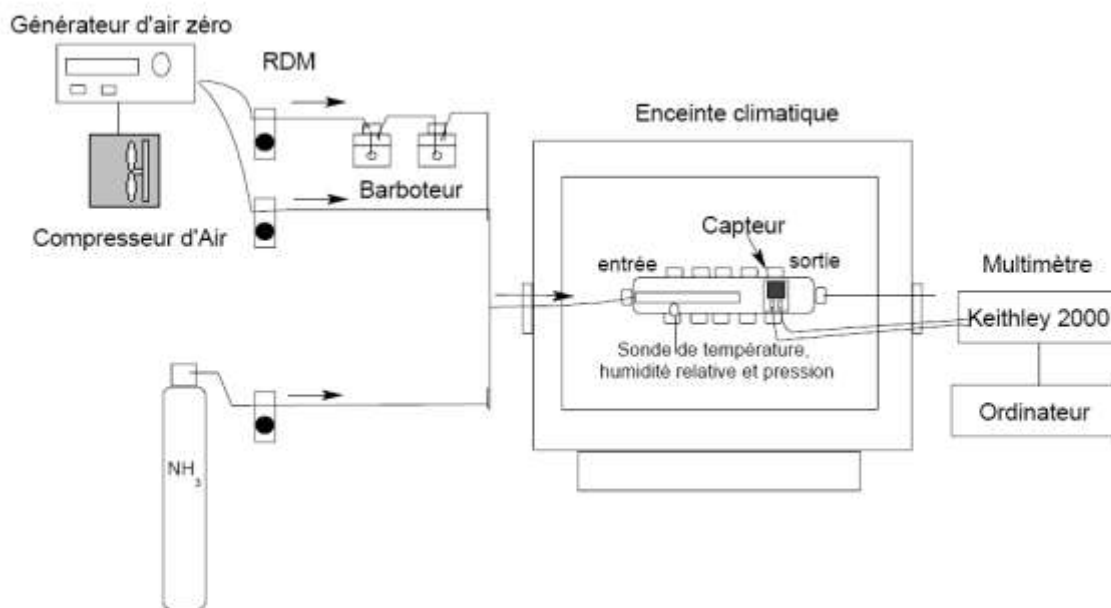 Générateur d'air zéro
RDM
Enceinte climatique
Barboteur
Compresseur d'Air
Capteur
entrée
sortie
Multimètre
Keithley 2000
Sonde de température,
humidité relative et pression
Ordinateur
NH3